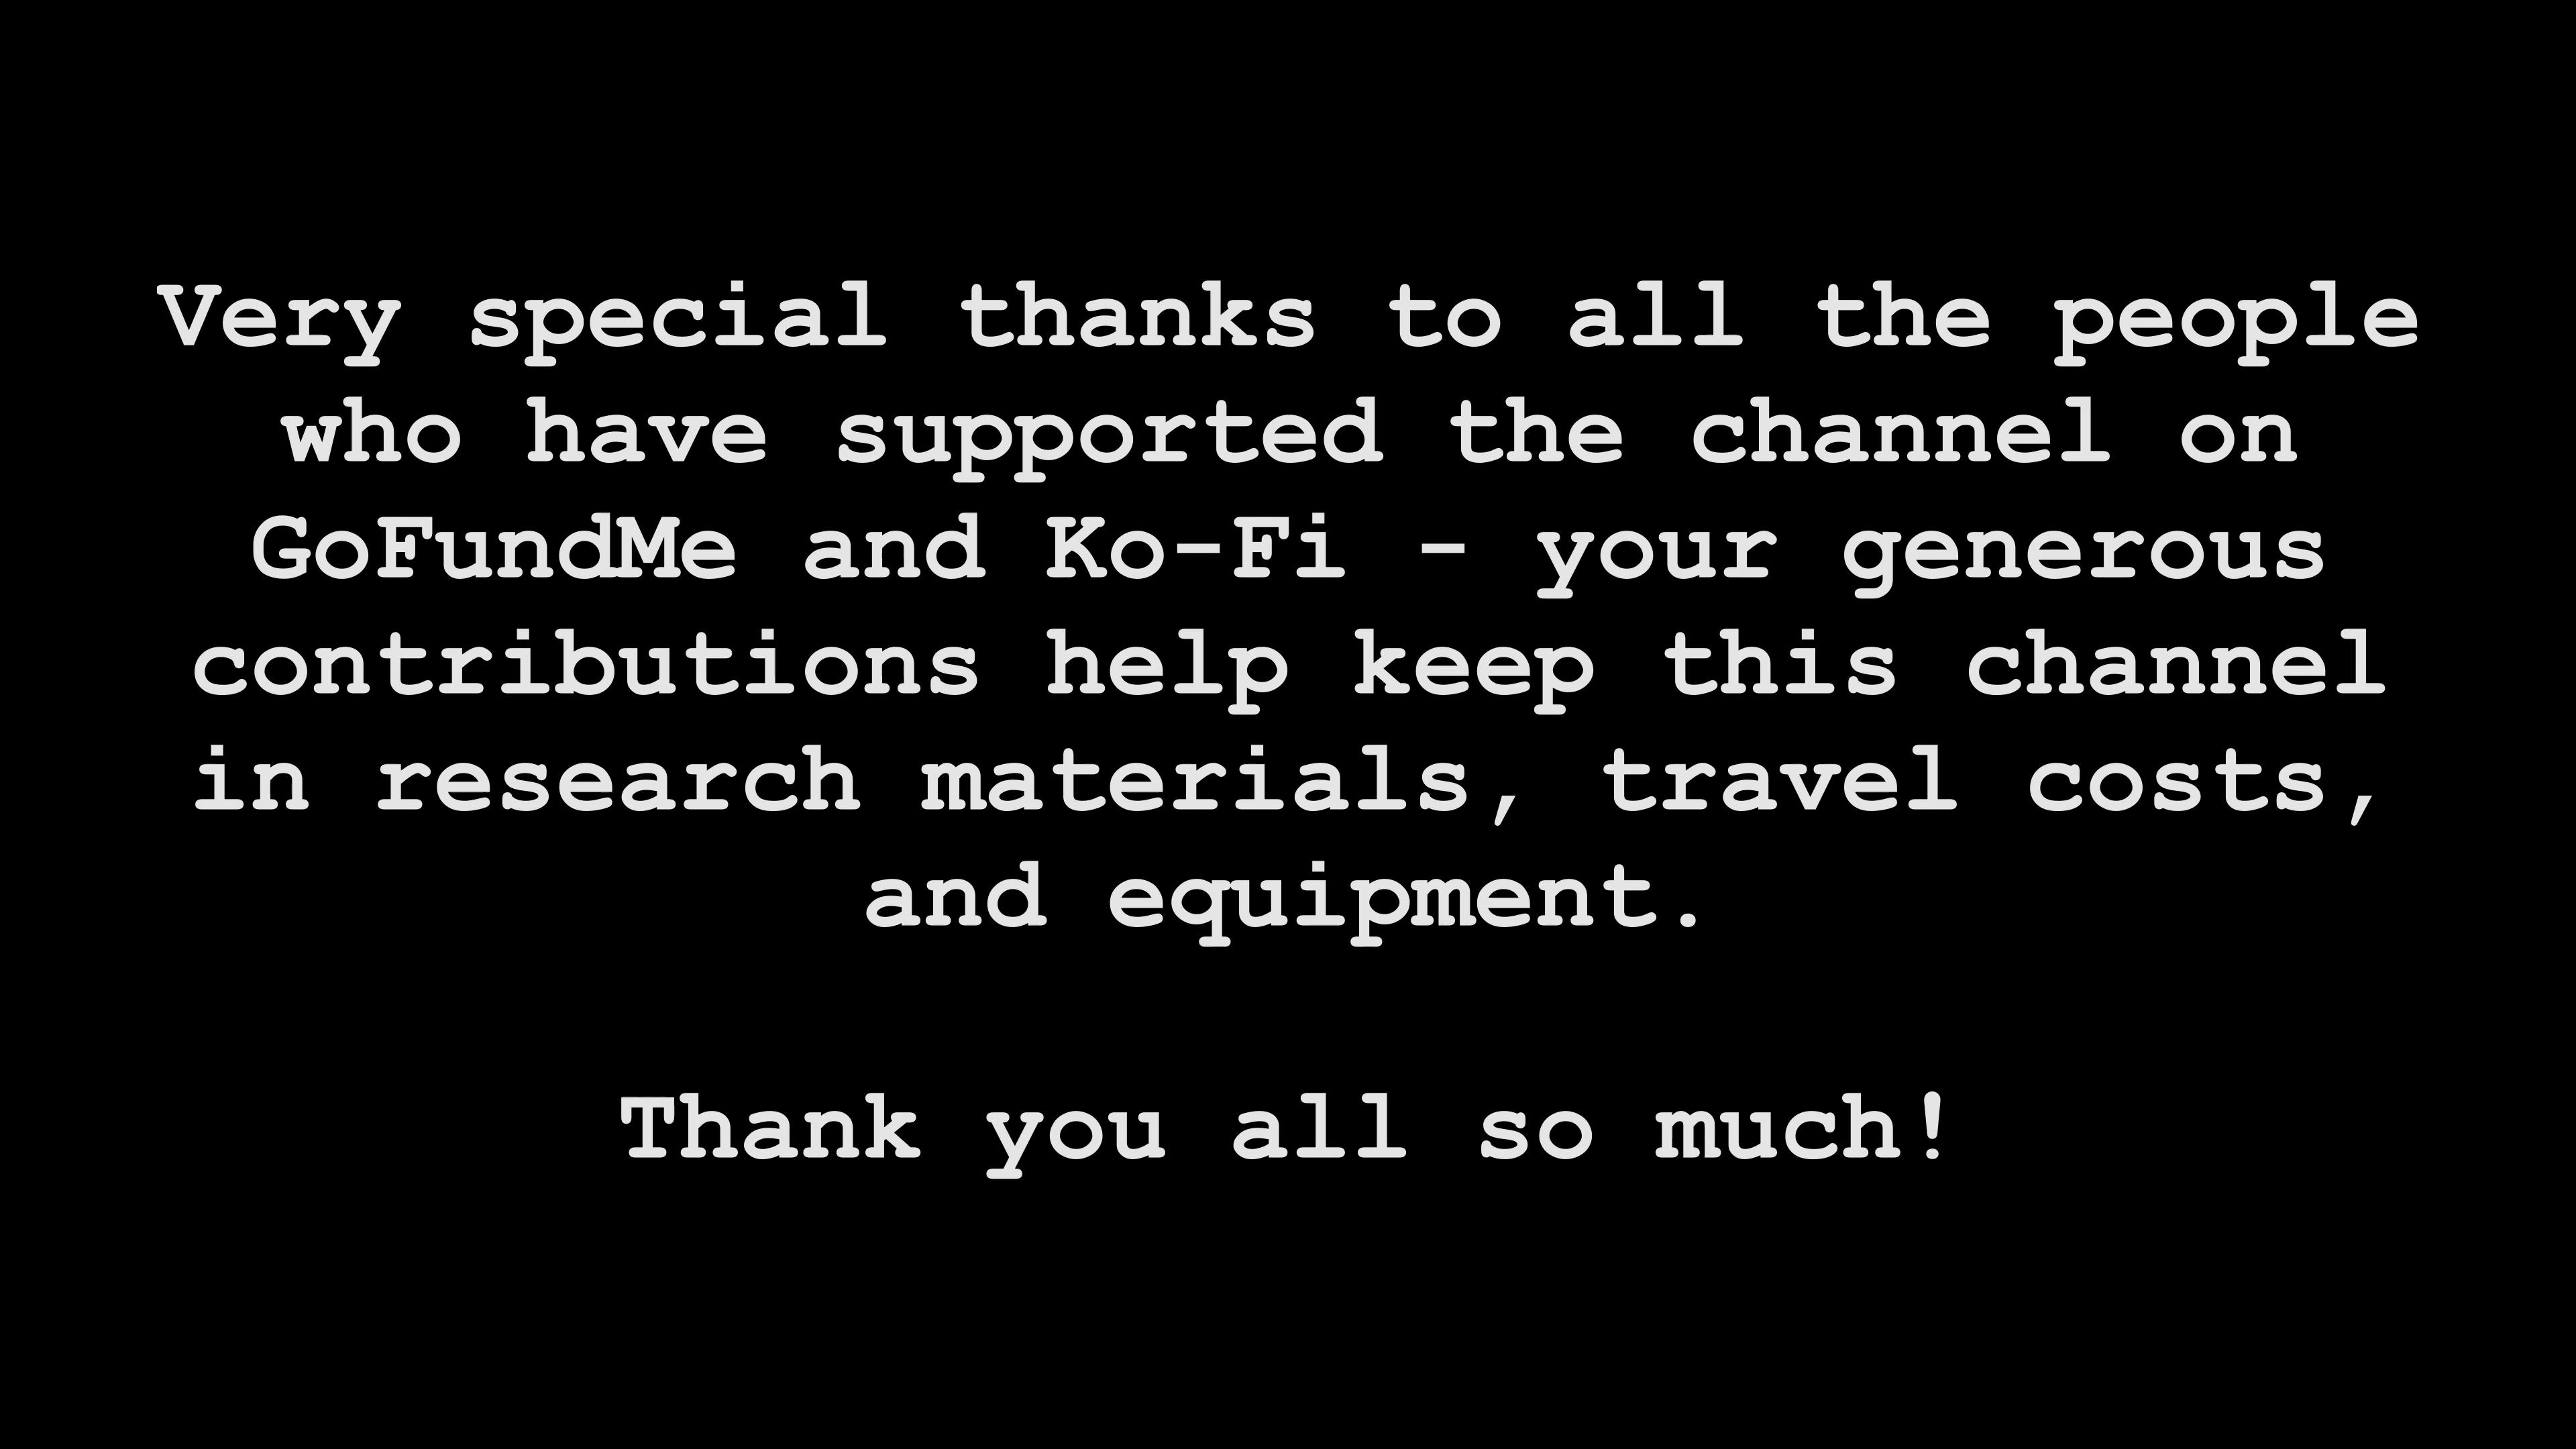 Very special thanks to all the people
who have supported the channel on
GoFundMe and Ko-Fi - your generous
contributions help keep this channel
in research materials, travel costs,
and equipment.
Thank you all so much!